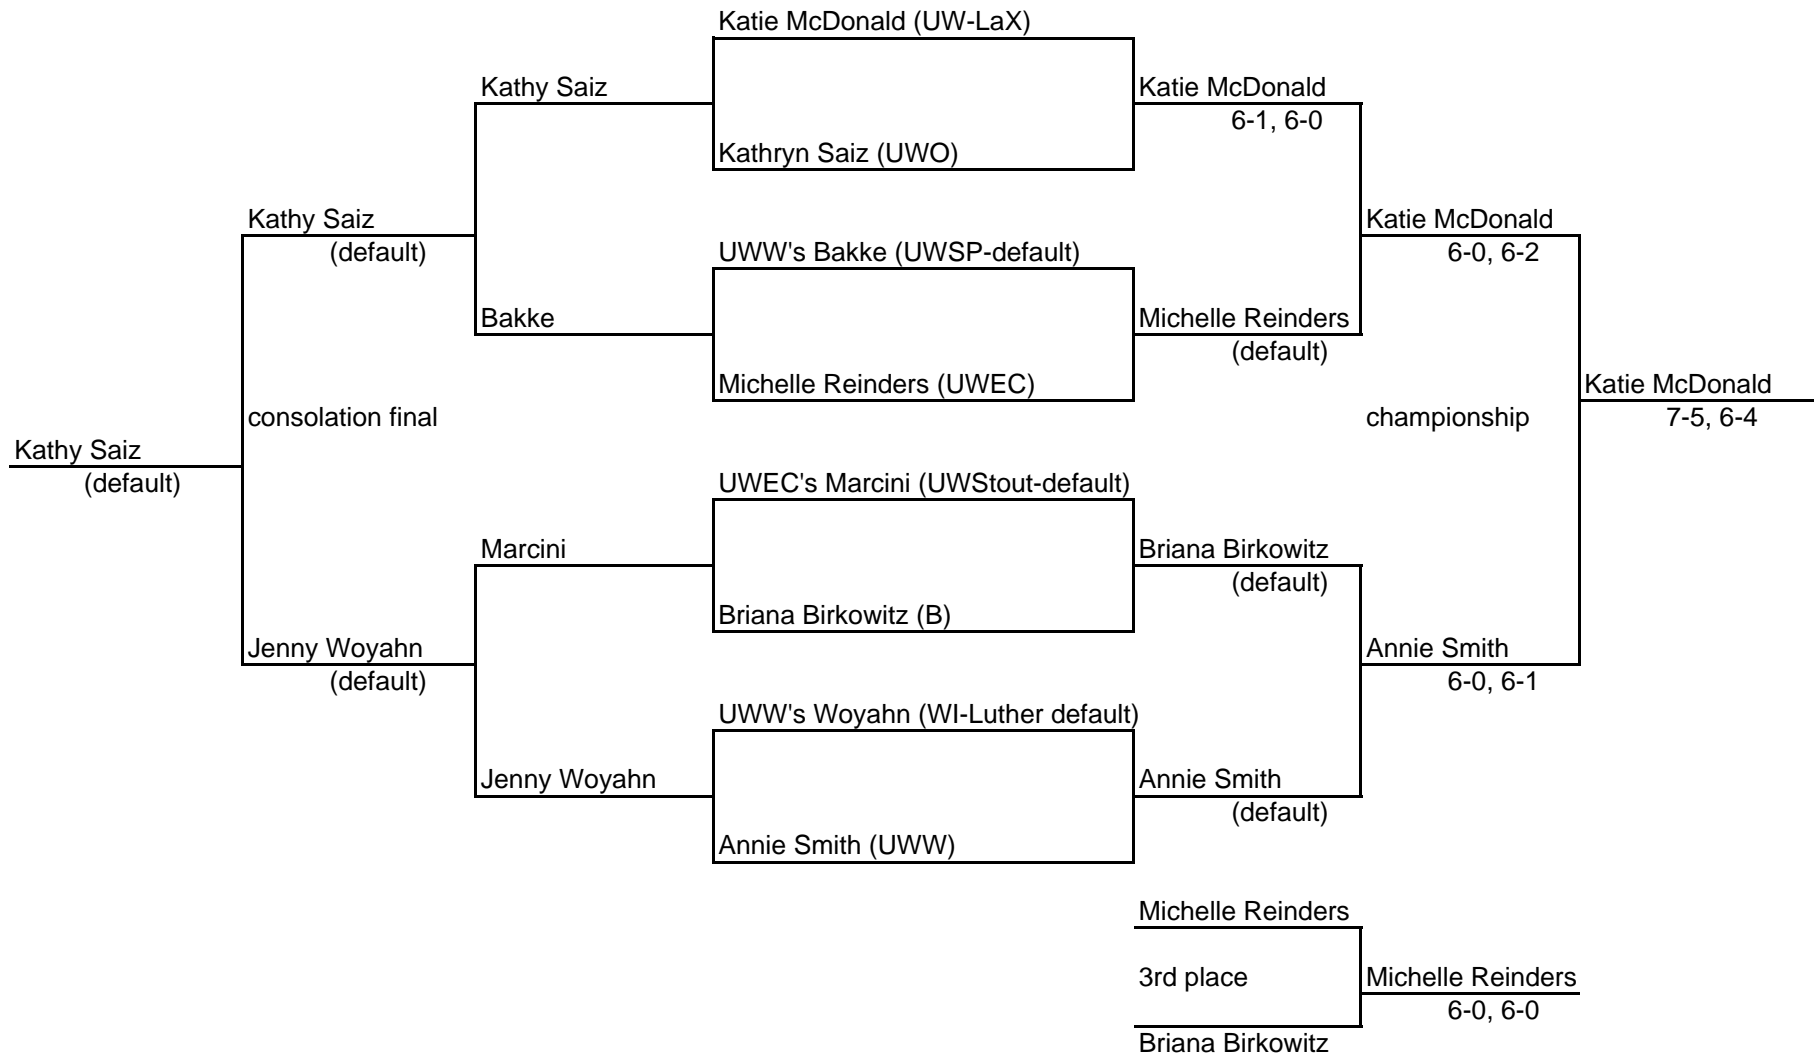 Katie McDonald (UW-LaX)
Kathy Saiz
Katie McDonald
6-1, 6-0
Kathryn Saiz (UWO)
Kathy Saiz
Katie McDonald
(default)
UWW's Bakke (UWSP-default)
6-0, 6-2
Bakke
Michelle Reinders
(default)
Michelle Reinders (UWEC)
Katie McDonald
consolation final
championship
7-5, 6-4
Kathy Saiz
(default)
UWEC's Marcini (UWStout-default)
Marcini
Briana Birkowitz
(default)
Briana Birkowitz (B)
Jenny Woyahn
Annie Smith
(default)
6-0, 6-1
UWW's Woyahn (WI-Luther default)
Jenny Woyahn
Annie Smith
(default)
Annie Smith (UWW)
Michelle Reinders
3rd place
Michelle Reinders
6-0, 6-0
Briana Birkowitz